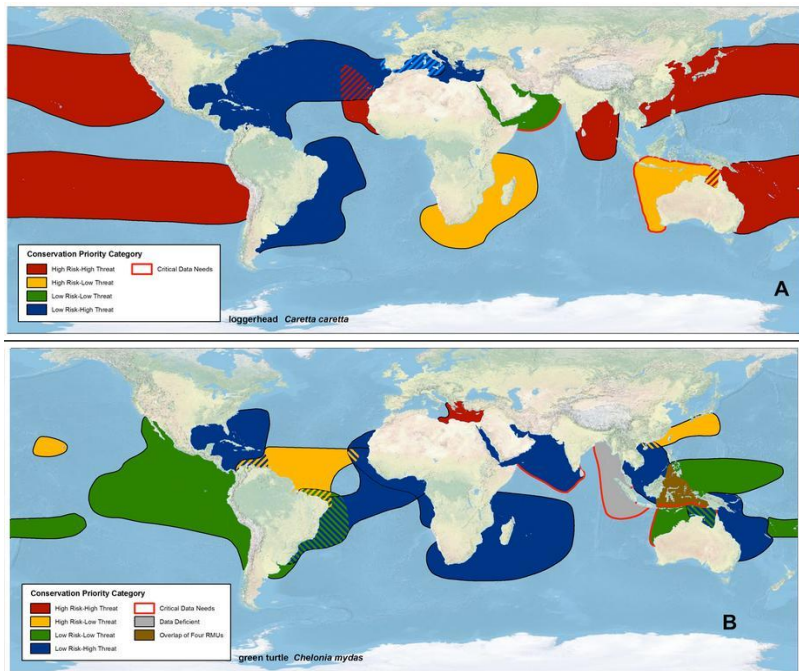 Conservation Priority Category
High Risk-High Threat
Critical Data Needs
High Risk-Low Threat
Low Risk-Low Threat
Low Risk-High Threat
A
loggerhead Caretta caretta
Conservation Priority Category
High Risk-High Threat
Critical Data Needs
High Risk-Low Threat
Data Deficient
Low Risk-Low Threat
Overlap of Four RMUs
Low Risk-High Threat
B
green turtle Chelonia mydas